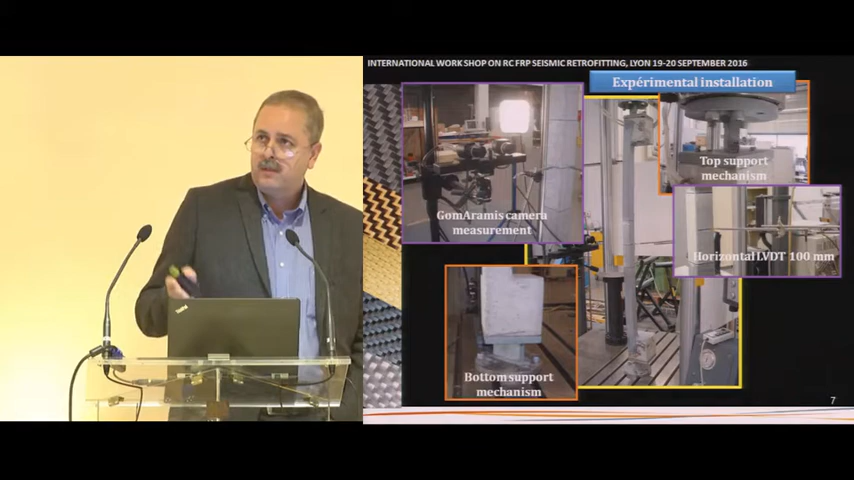 INTERNATIONAL WORK SHOP ON RC FRP SEISMIC RETROFITTING, LYON 19-20 SEPTEMBER 2016
Expérimental installation
Top support
mechanism
GomAramis camera
measurement
Horizontal LVDT 100 mm
Bottom support
mechanism
7
ThinkPad